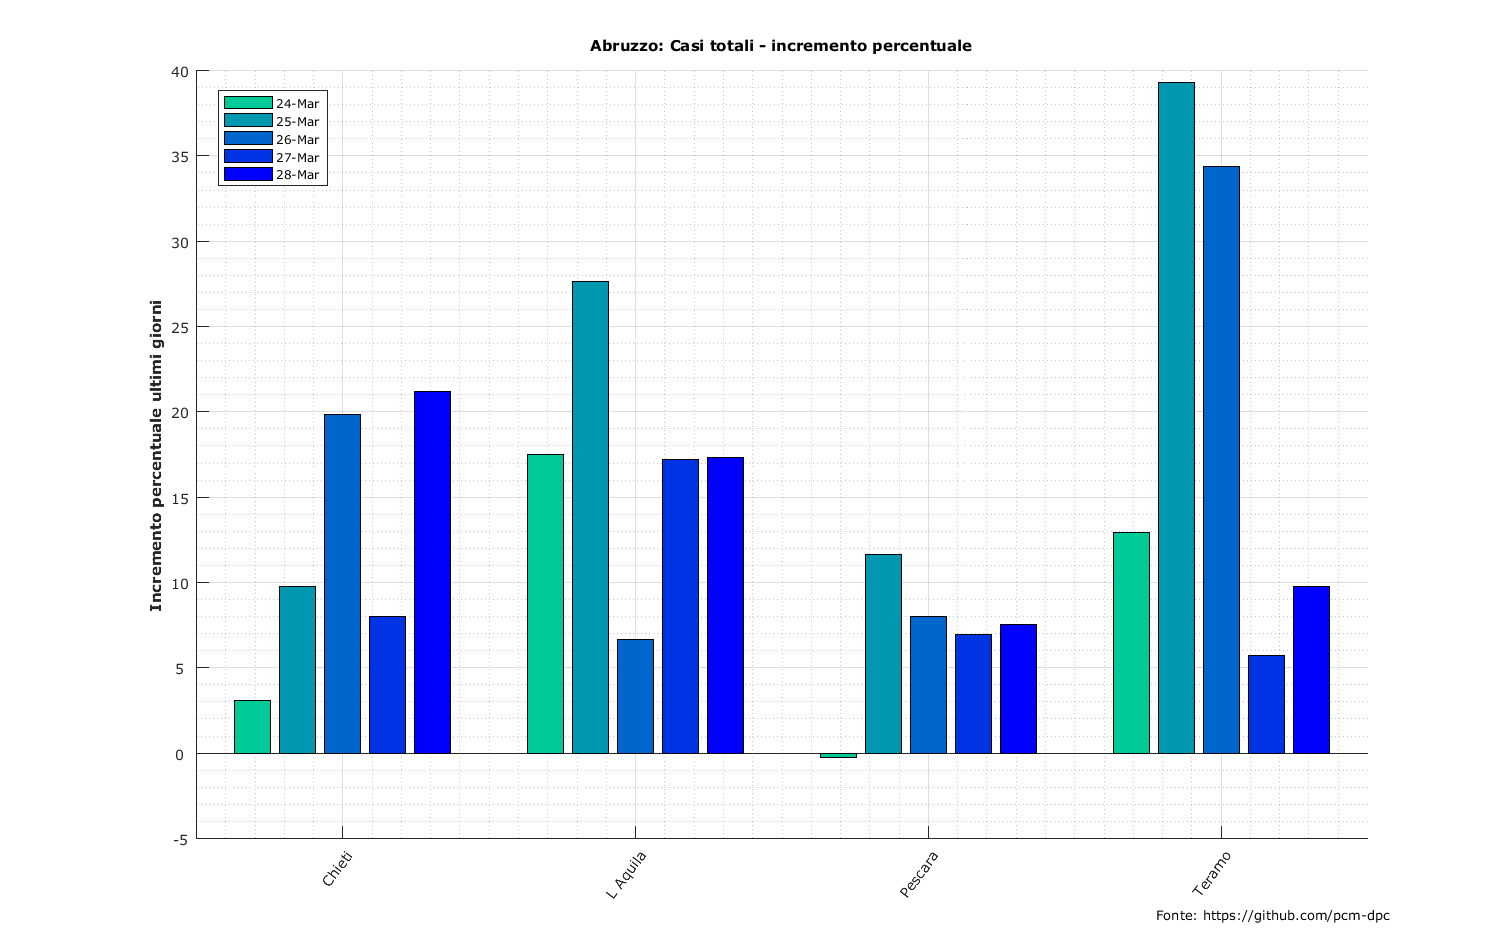 Abruzzo: Casi totali - incremento percentuale
40
35
30
25
20
15
10
5
0
-5
24-Mar
25-Mar
26-Mar
27-Mar
28-Mar
Incremento percentuale ultimi giorni
Chieti
L Aquila
Pescara
Teramo
Fonte: https://github.com/pcm-dpc